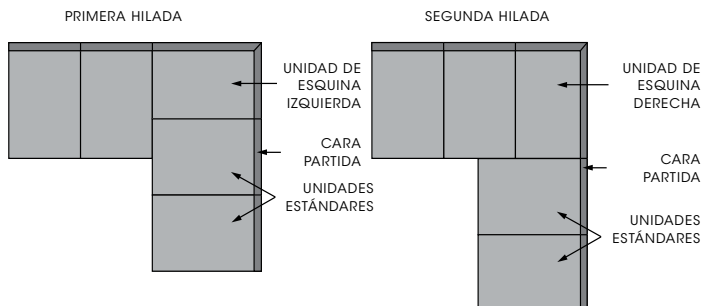 PRIMERA HILADA
UNIDAD DE
ESQUINA
IZQUIERDA
CARA
PARTIDA
UNIDADES
ESTÁNDARES
SEGUNDA HILADA
UNIDAD DE
ESQUINA
DERECHA
CARA
PARTIDA
UNIDADES
ESTÁNDARES